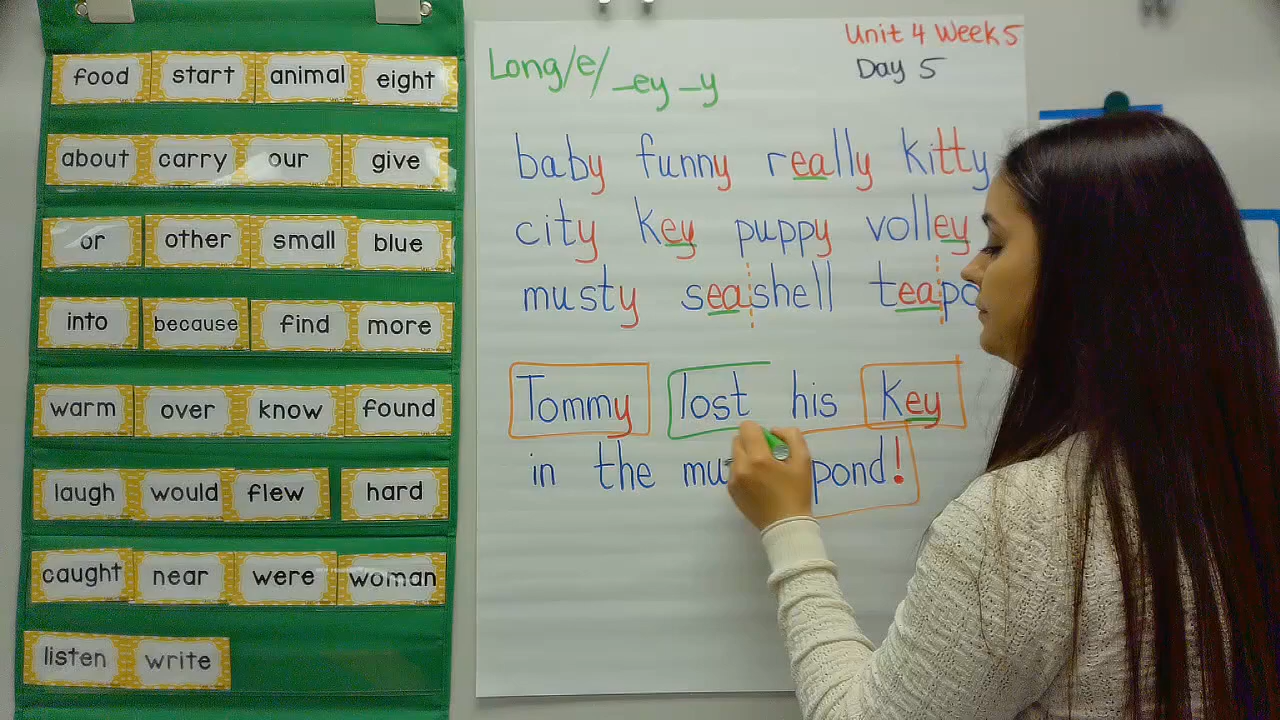 food start animal eight
about carry our give
or other small blue
into because find more
warm over know found
laugh would flew hard
caught near were woman
listen write
Unit 4 Week 5
Day 5
Long/e/ _ey _y
baby funny really kitty
city key puppy volley
musty seashell
Tommy lost his key
in the pond!